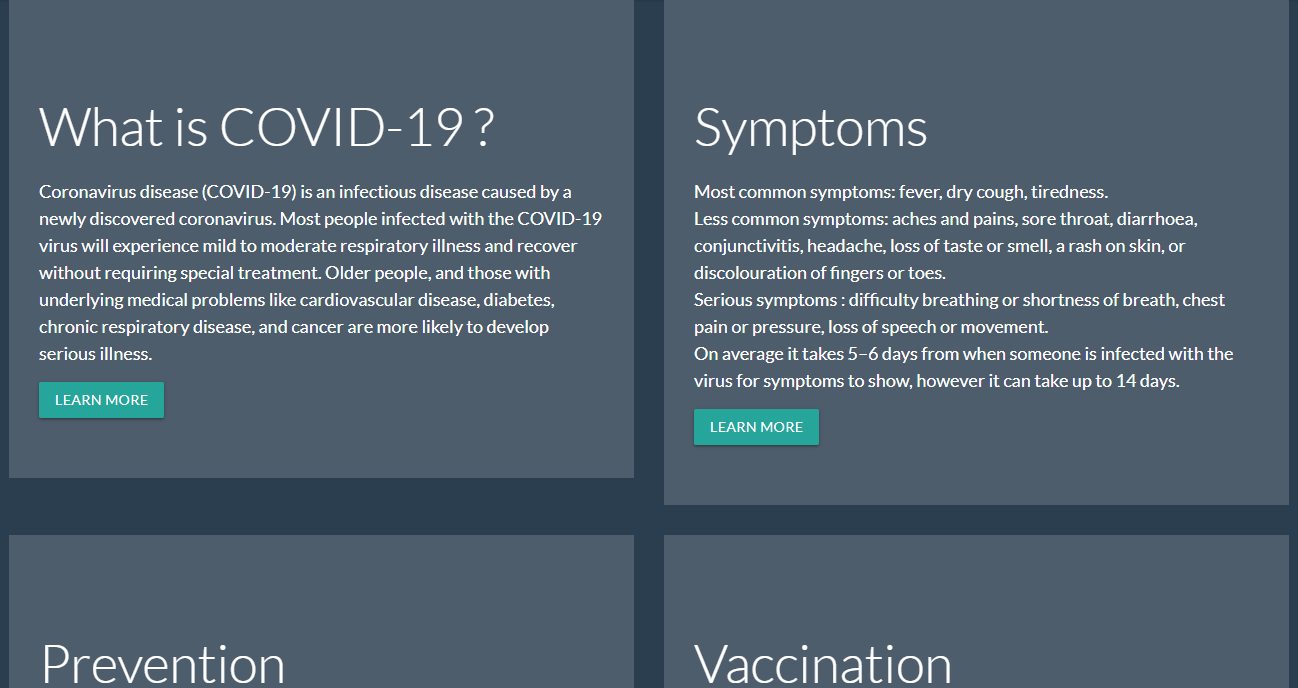 What is COVID-19 ?
Coronavirus disease (COVID-19) is an infectious disease caused by a
newly discovered coronavirus. Most people infected with the COVID-19
virus will experience mild to moderate respiratory illness and recover
without requiring special treatment. Older people, and those with
underlying medical problems like cardiovascular disease, diabetes,
chronic respiratory disease, and cancer are more likely to develop
serious illness.
LEARN MORE
Symptoms
Most common symptoms: fever, dry cough, tiredness.
Less common symptoms: aches and pains, sore throat, diarrhoea,
conjunctivitis, headache, loss of taste or smell, a rash on skin, or
discolouration of fingers or toes.
Serious symptoms : difficulty breathing or shortness of breath, chest
pain or pressure, loss of speech or movement.
On average it takes 5–6 days from when someone is infected with the
virus for symptoms to show, however it can take up to 14 days.
LEARN MORE
Prevention
Vaccination